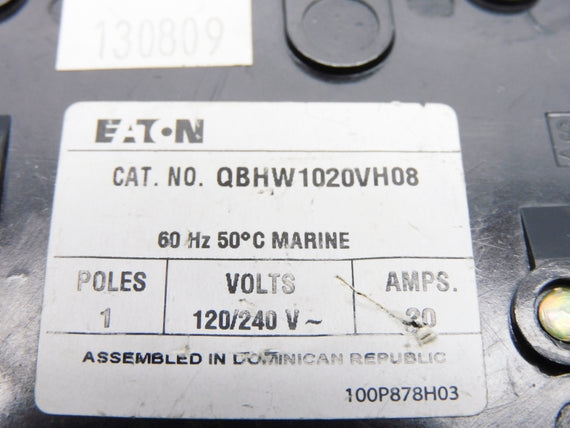 130809
EATON
CAT. NO. QBHW1020VH08
60 Hz 50°C MARINE
POLES VOLTS AMPS.
1 120/240 V ~ 20
ASSEMBLED IN DOMINICAN REPUBLIC
100P878H03